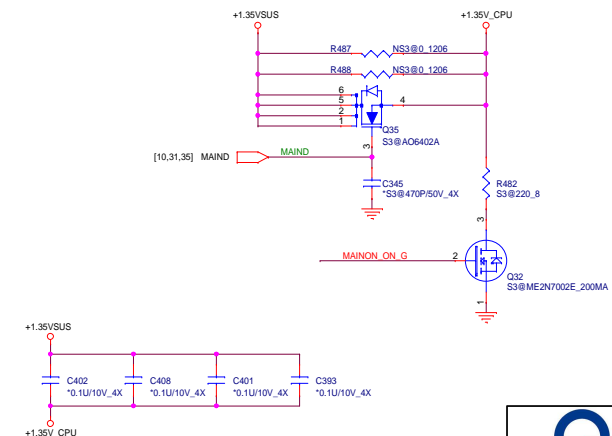 +1.35VSUS
+1.35V_CPU
R487
NS3@0_1206
R488
NS3@0_1206
6
5
2
1
4
Q35
S3@AO6402A
3
[10,31,35] MAIND
MAIND
C345
*S3@470P/50V_4X
R482
S3@220_8
3
MAINON_ON_G
2
Q32
S3@ME2N7002E_200MA
1
+1.35VSUS
C402
*0.1U/10V_4X
C408
*0.1U/10V_4X
C401
*0.1U/10V_4X
C393
*0.1U/10V_4X
+1.35V_CPU